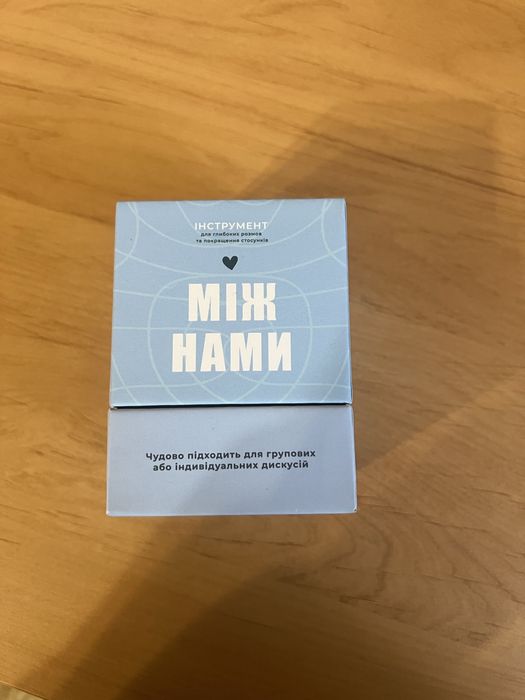 ІНСТРУМЕНТ
для глибоких розмов
та покращення стосунків
МІЖ
НАМИ
Чудово підходить для групових
або індивідуальних дискусій